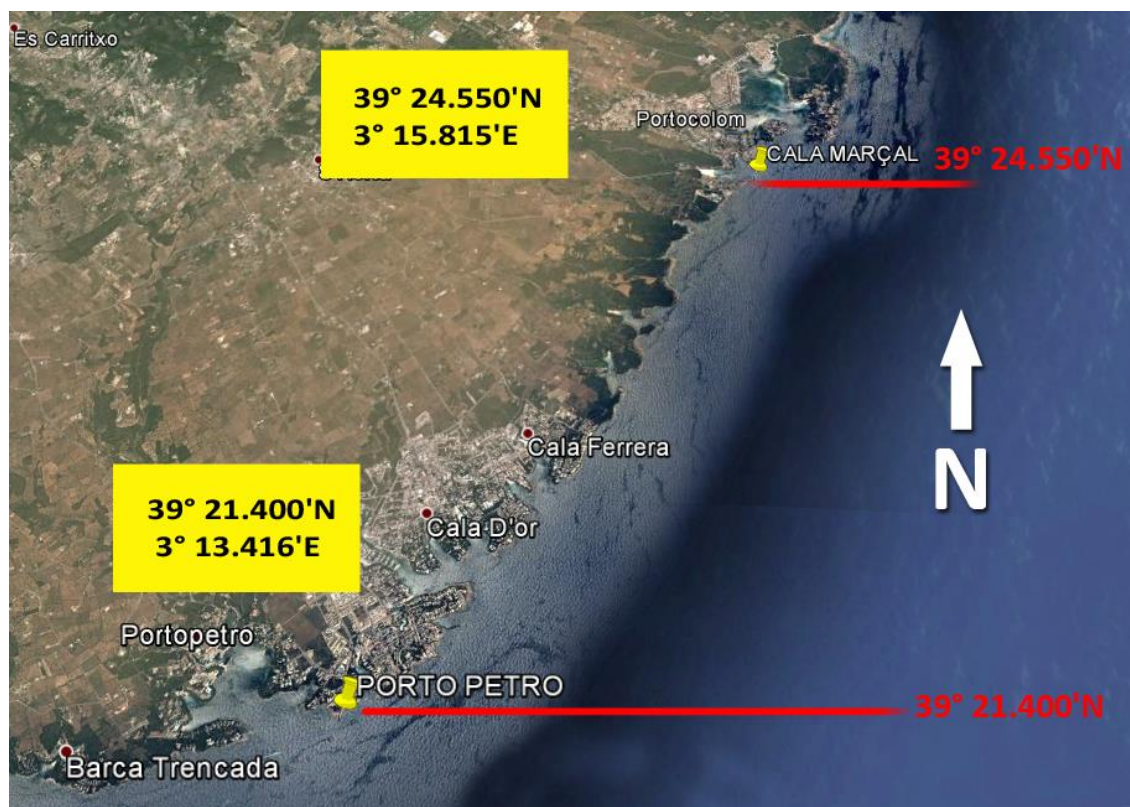 Es Carritxo
39° 24.550'N
3° 15.815'E
Portocolom
CALA MARÇAL
39° 24.550'N
N
Cala Ferrera
39° 21.400'N
3° 13.416'E
Cala D'or
Portopetro
PORTO PETRO
39° 21.400'N
Barca Trencada